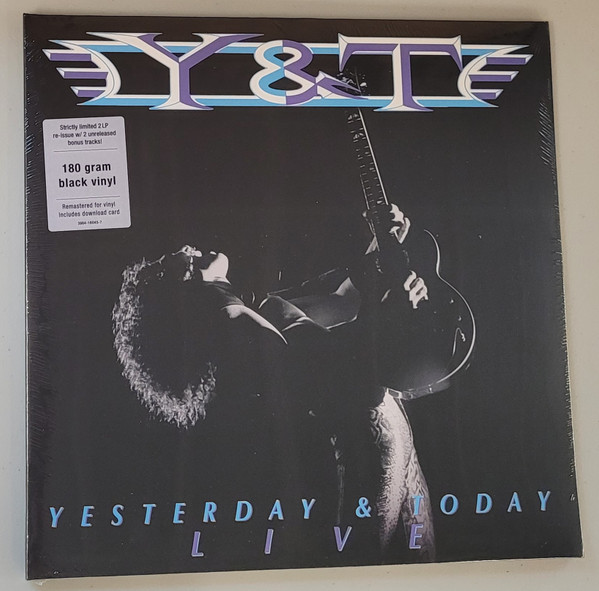 Y&T
Strictly limited 2LP
re-issue w/ 2 unreleased
bonus tracks!
180 gram
black vinyl
Remastered for vinyl
includes download card
YESTERDAY & TODAY
LIVE